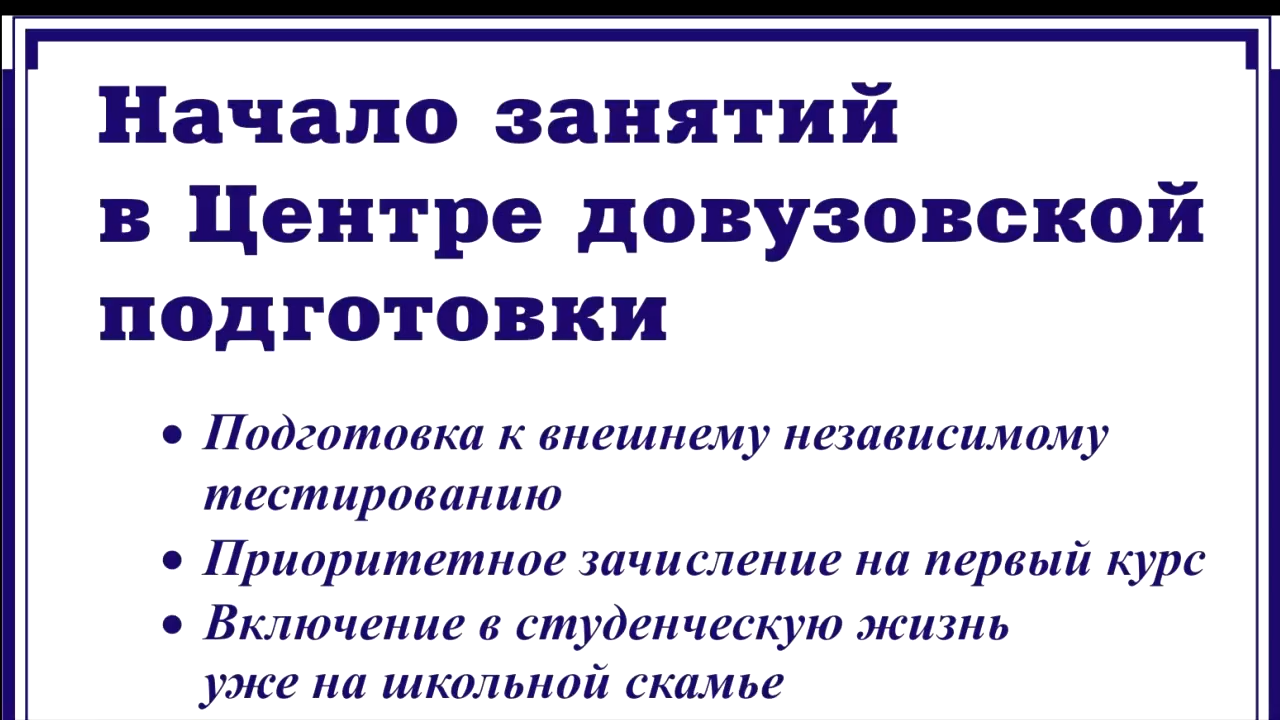 Начало занятий
в Центре довузовской
подготовки
• Подготовка к внешнему независимому
тестированию
• Приоритетное зачисление на первый курс
• Включение в студенческую жизнь
уже на школьной скамье